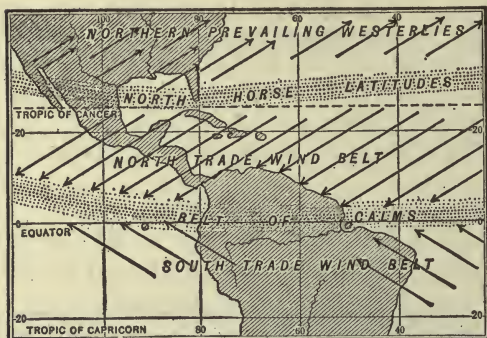 100 80 60 40
NORTHERN PREVAILING WESTERLIES
NORTH HORSE LATITUDES
TROPIC OF CANCER
20 20
NORTH TRADE WIND BELT
BELT OF CALMS
0 0
EQUATOR
SOUTH TRADE WIND BELT
20 20
TROPIC OF CAPRICORN
100 80 60 40